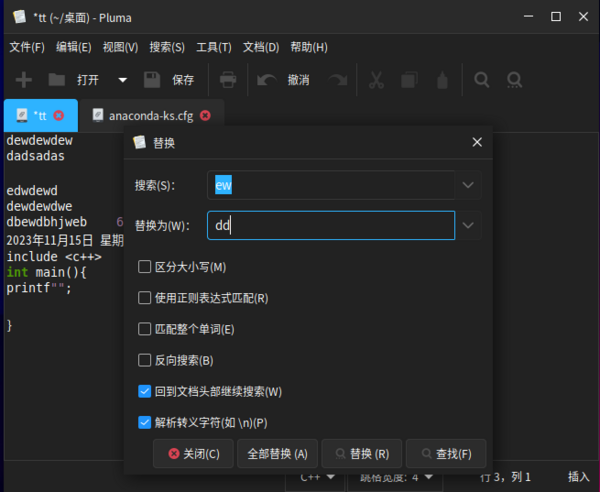 *tt (~/桌面) - Pluma
文件(F) 编辑(E) 视图(V) 搜索(S) 工具(T) 文档(D) 帮助(H)
打开 保存 撤消
*tt anaconda-ks.cfg
dewdewdew
dadsadas
edwdewd
dewdewdwe
dbewdbhjweb 6
2023年11月15日 星期
include <c++>
int main(){
printf"";
}
替换
搜索(S)： ew
替换为(W)： dd
区分大小写(M)
使用正则表达式匹配(R)
匹配整个单词(E)
反向搜索(B)
回到文档头部继续搜索(W)
解析转义字符(如 \n)(P)
关闭(C) 全部替换 (A) 替换 (R) 查找(F)
C++ 跳格宽度: 4 行 3，列 1 插入